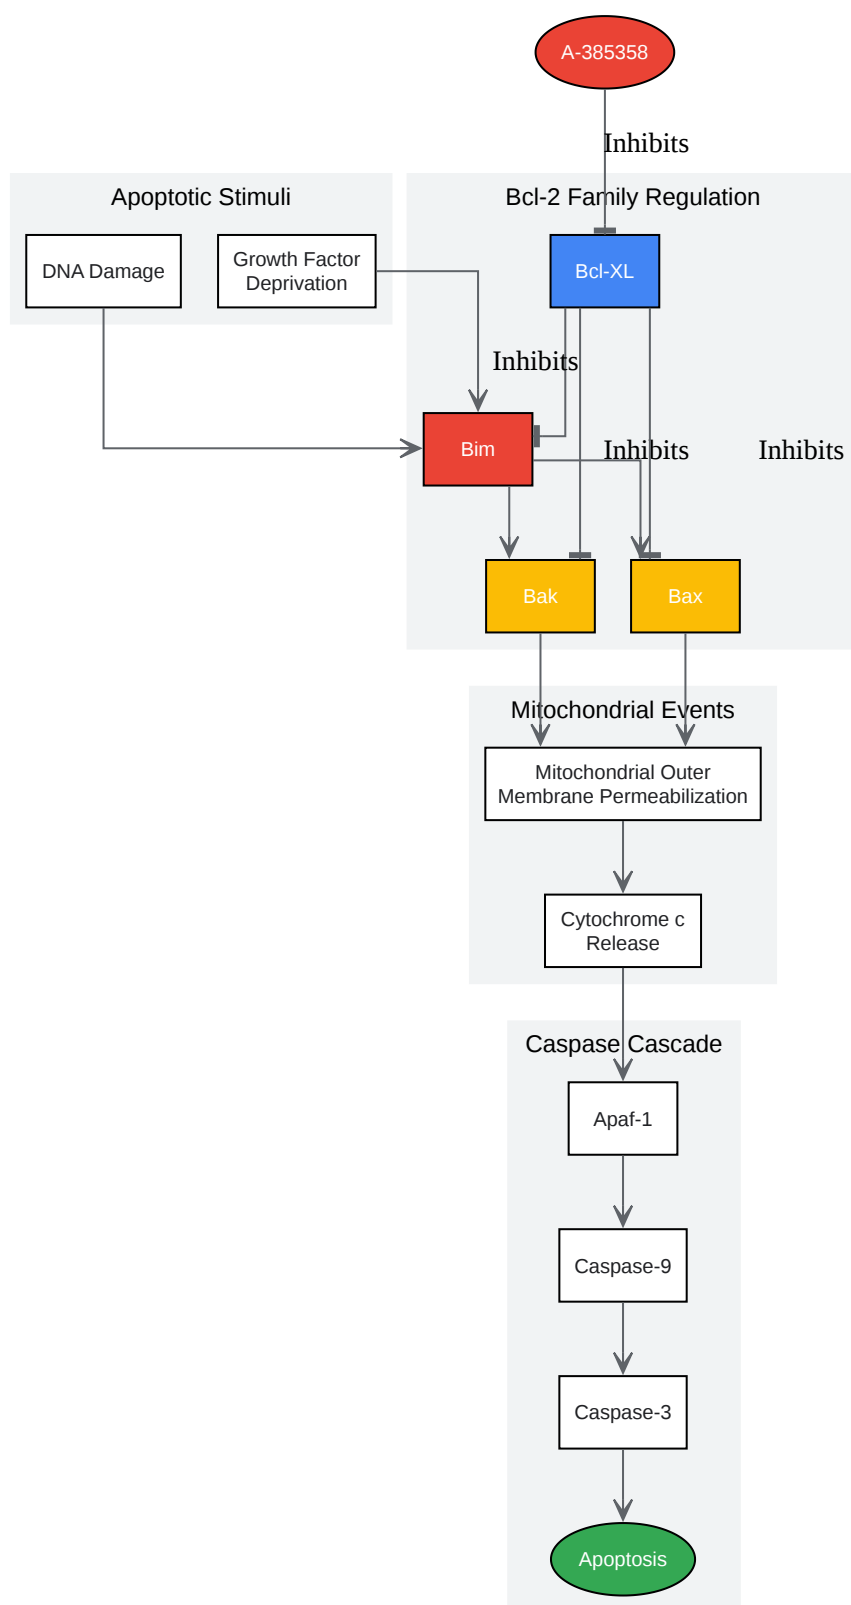 A-385358
Inhibits
Apoptotic Stimuli
Bcl-2 Family Regulation
DNA Damage
Growth Factor
Deprivation
Bcl-XL
Inhibits
Bim
Inhibits
Inhibits
Bak
Bax
Mitochondrial Events
Mitochondrial Outer
Membrane Permeabilization
Cytochrome c
Release
Caspase Cascade
Apaf-1
Caspase-9
Caspase-3
Apoptosis